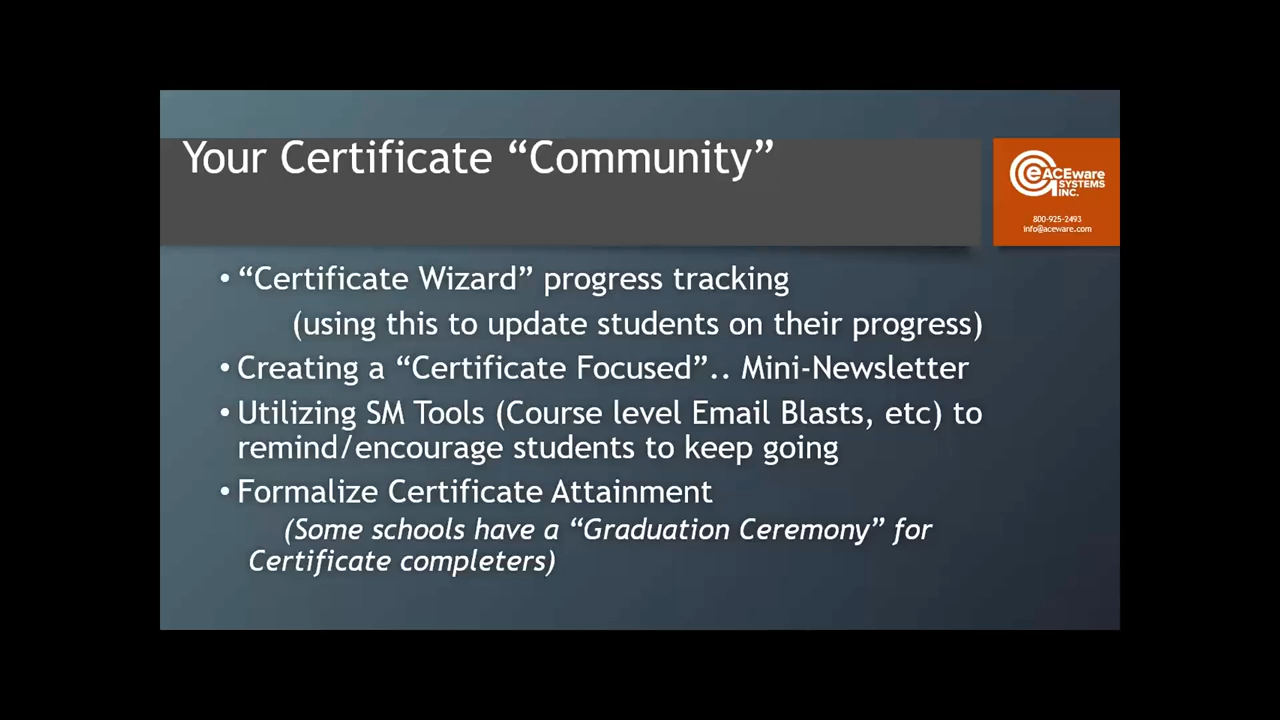 Your Certificate “Community”
eACEware
SYSTEMS
INC.
800-925-2493
info@aceware.com
• “Certificate Wizard” progress tracking
(using this to update students on their progress)
• Creating a “Certificate Focused”.. Mini-Newsletter
• Utilizing SM Tools (Course level Email Blasts, etc) to
remind/encourage students to keep going
• Formalize Certificate Attainment
(Some schools have a “Graduation Ceremony” for
Certificate completers)